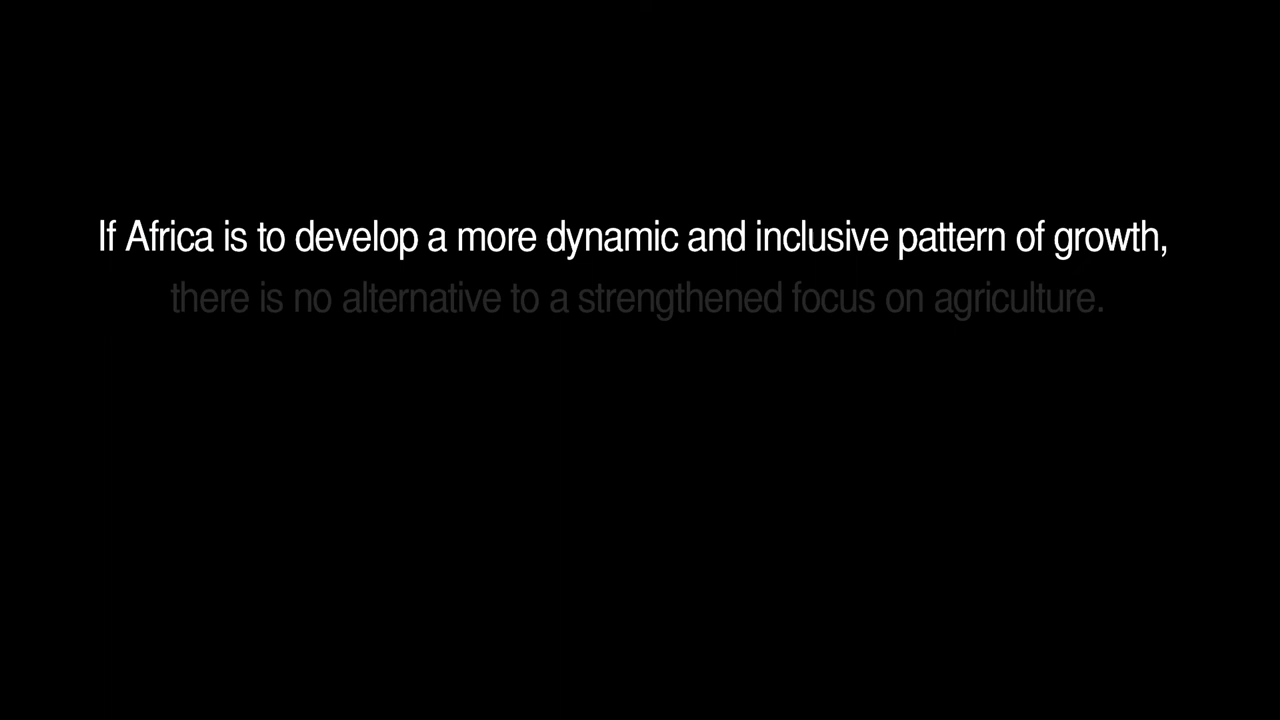 If Africa is to develop a more dynamic and inclusive pattern of growth,
there is no alternative to a strengthened focus on agriculture.